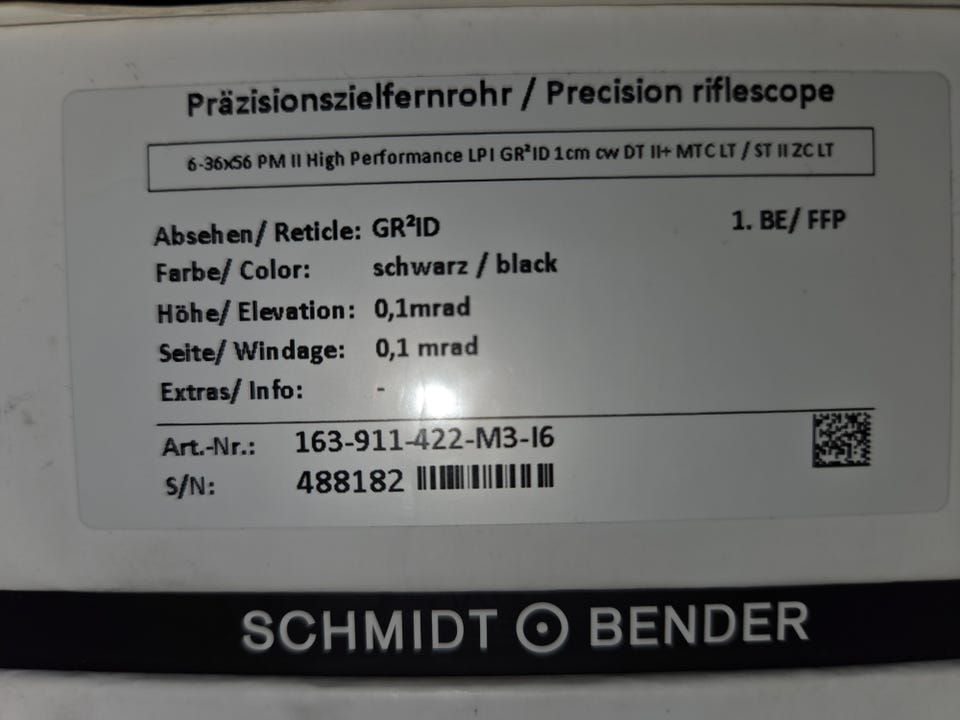 Präzisionszielfernrohr / Precision riflescope
6-36x56 PM II High Performance LPI GR²ID 1cm cw DT II+ MTC LT / ST II ZC LT
Absehen/ Reticle: GR²ID 1. BE/ FFP
Farbe/ Color: schwarz / black
Höhe/ Elevation: 0,1mrad
Seite/ Windage: 0,1 mrad
Extras/ Info: -
Art.-Nr.: 163-911-422-M3-I6
S/N: 488182
SCHMIDT BENDER